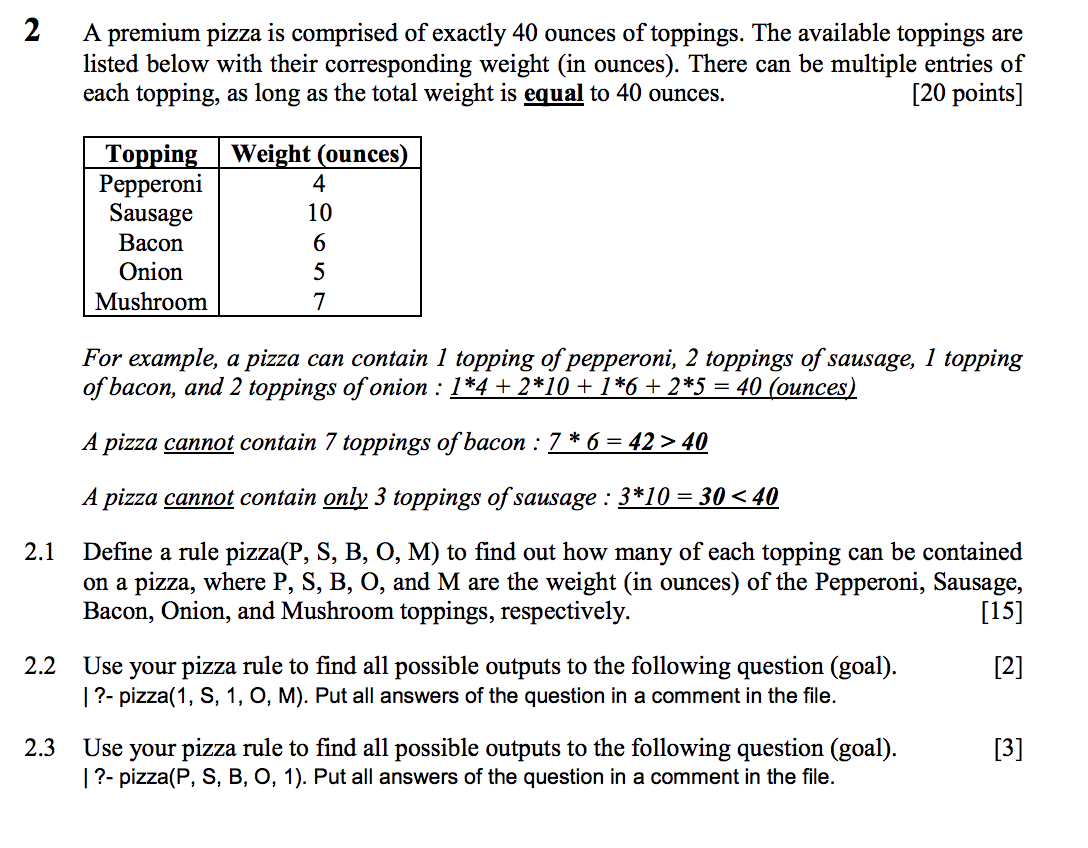 2 A premium pizza is comprised of exactly 40 ounces of toppings. The available toppings are
listed below with their corresponding weight (in ounces). There can be multiple entries of
each topping, as long as the total weight is equal to 40 ounces. [20 points]
Topping Weight (ounces)
Pepperoni 4
Sausage 10
Bacon 6
Onion 5
Mushroom 7
For example, a pizza can contain 1 topping of pepperoni, 2 toppings of sausage, 1 topping
of bacon, and 2 toppings of onion : 1*4 + 2*10 + 1*6 + 2*5 = 40 (ounces)
A pizza cannot contain 7 toppings of bacon : 7 * 6 = 42 > 40
A pizza cannot contain only 3 toppings of sausage : 3*10 = 30 < 40
2.1 Define a rule pizza(P, S, B, O, M) to find out how many of each topping can be contained
on a pizza, where P, S, B, O, and M are the weight (in ounces) of the Pepperoni, Sausage,
Bacon, Onion, and Mushroom toppings, respectively. [15]
2.2 Use your pizza rule to find all possible outputs to the following question (goal). [2]
| ?- pizza(1, S, 1, O, M). Put all answers of the question in a comment in the file.
2.3 Use your pizza rule to find all possible outputs to the following question (goal). [3]
| ?- pizza(P, S, B, O, 1). Put all answers of the question in a comment in the file.